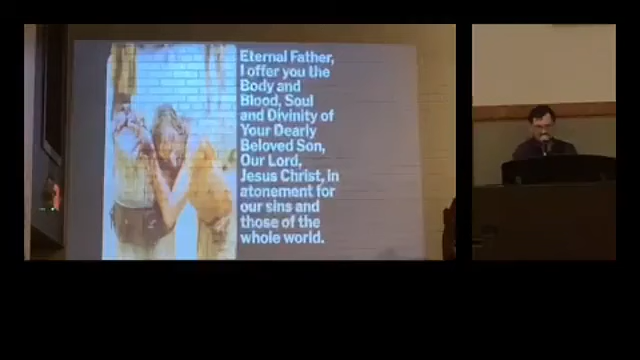 Eternal Father,
I offer you the
Body and
Blood, Soul
and Divinity of
Your Dearly
Beloved Son,
Our Lord,
Jesus Christ, in
atonement for
our sins and
those of the
whole world.